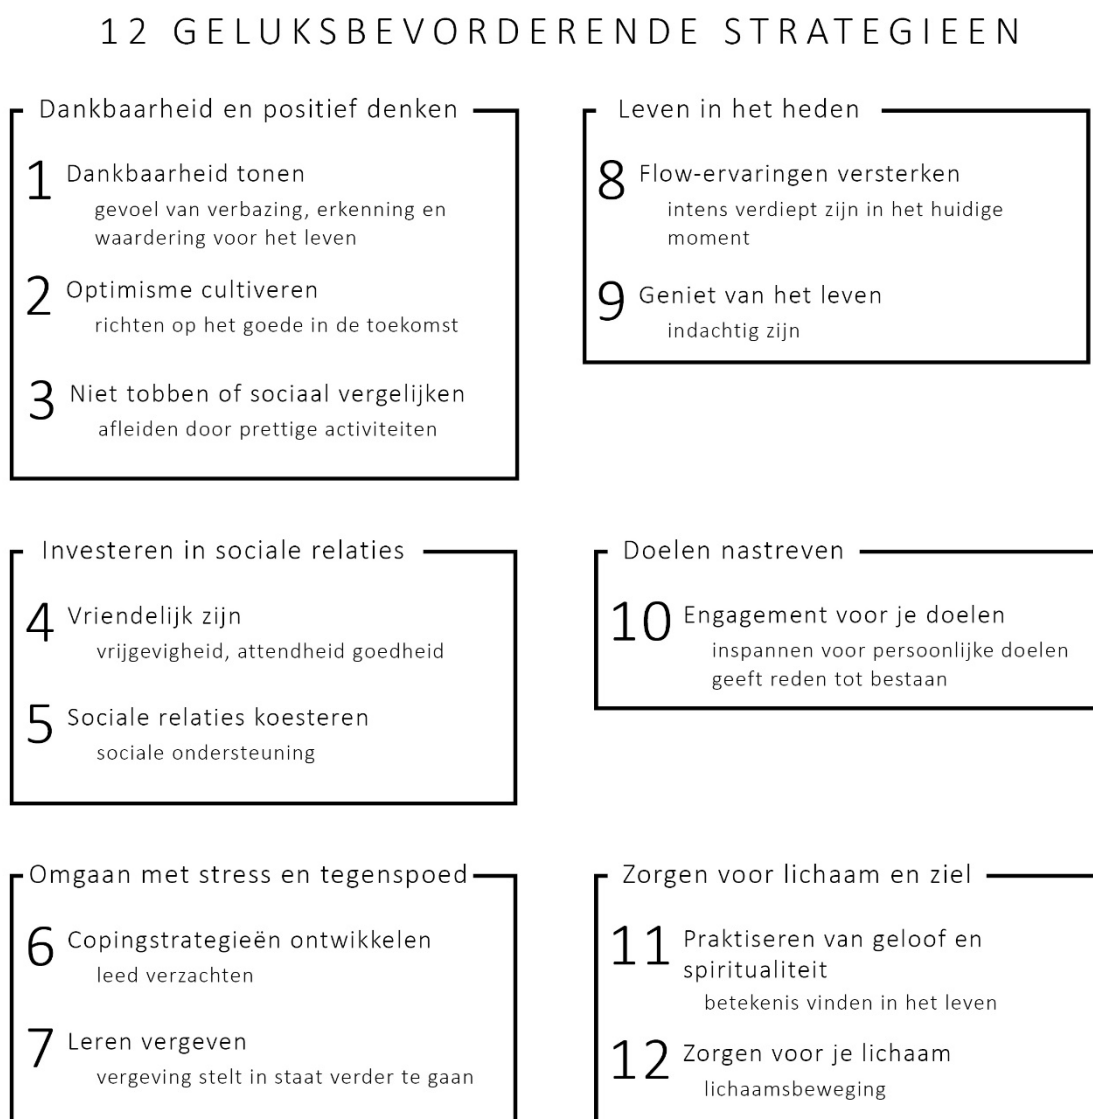 12 GELUKSBEVORDERENDE STRATEGIEEN
Dankbaarheid en positief denken
1 Dankbaarheid tonen
gevoel van verbazing, erkenning en
waardering voor het leven
2 Optimisme cultiveren
richten op het goede in de toekomst
3 Niet tobben of sociaal vergelijken
afleiden door prettige activiteiten
Investeren in sociale relaties
4 Vriendelijk zijn
vrijgevigheid, attendheid goedheid
5 Sociale relaties koesteren
sociale ondersteuning
Omgaan met stress en tegenspoed
6 Copingstrategieën ontwikkelen
leed verzachten
7 Leren vergeven
vergeving stelt in staat verder te gaan
Leven in het heden
8 Flow-ervaringen versterken
intens verdiept zijn in het huidige
moment
9 Geniet van het leven
indachtig zijn
Doelen nastreven
10 Engagement voor je doelen
inspannen voor persoonlijke doelen
geeft reden tot bestaan
Zorgen voor lichaam en ziel
11 Praktiseren van geloof en
spiritualiteit
betekenis vinden in het leven
12 Zorgen voor je lichaam
lichaamsbeweging